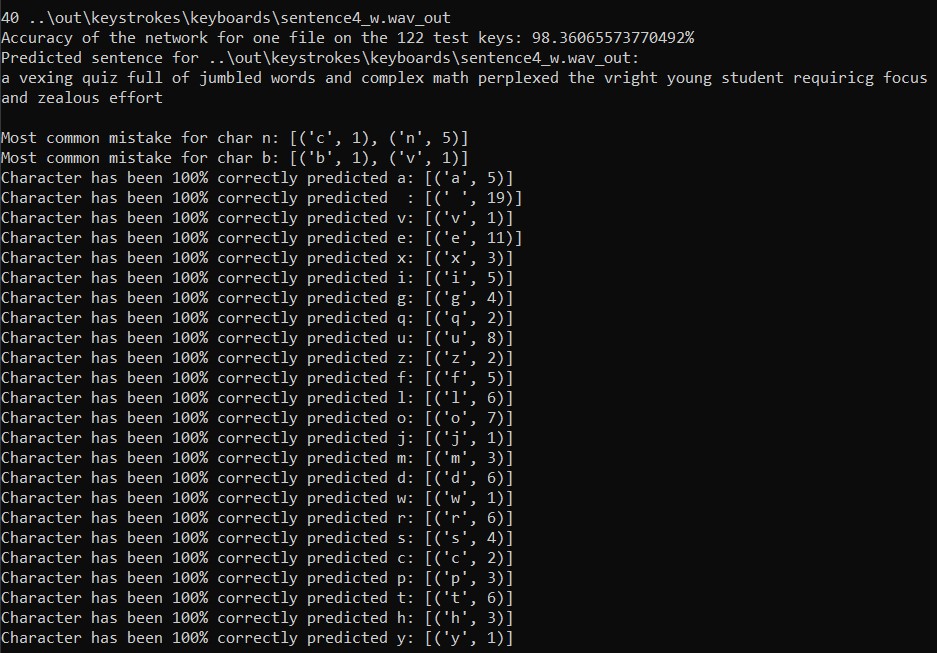 40 ..\out\keystrokes\keyboards\sentence4_w.wav_out
Accuracy of the network for one file on the 122 test keys: 98.36065573770492%
Predicted sentence for ..\out\keystrokes\keyboards\sentence4_w.wav_out:
a vexing quiz full of jumbled words and complex math perplexed the vright young student requiricg focus
and zealous effort
Most common mistake for char n: [('c', 1), ('n', 5)]
Most common mistake for char b: [('b', 1), ('v', 1)]
Character has been 100% correctly predicted a: [('a', 5)]
Character has been 100% correctly predicted  : [(' ', 19)]
Character has been 100% correctly predicted v: [('v', 1)]
Character has been 100% correctly predicted e: [('e', 11)]
Character has been 100% correctly predicted x: [('x', 3)]
Character has been 100% correctly predicted i: [('i', 5)]
Character has been 100% correctly predicted g: [('g', 4)]
Character has been 100% correctly predicted q: [('q', 2)]
Character has been 100% correctly predicted u: [('u', 8)]
Character has been 100% correctly predicted z: [('z', 2)]
Character has been 100% correctly predicted f: [('f', 5)]
Character has been 100% correctly predicted l: [('l', 6)]
Character has been 100% correctly predicted o: [('o', 7)]
Character has been 100% correctly predicted j: [('j', 1)]
Character has been 100% correctly predicted m: [('m', 3)]
Character has been 100% correctly predicted d: [('d', 6)]
Character has been 100% correctly predicted w: [('w', 1)]
Character has been 100% correctly predicted r: [('r', 6)]
Character has been 100% correctly predicted s: [('s', 4)]
Character has been 100% correctly predicted c: [('c', 2)]
Character has been 100% correctly predicted p: [('p', 3)]
Character has been 100% correctly predicted t: [('t', 6)]
Character has been 100% correctly predicted h: [('h', 3)]
Character has been 100% correctly predicted y: [('y', 1)]